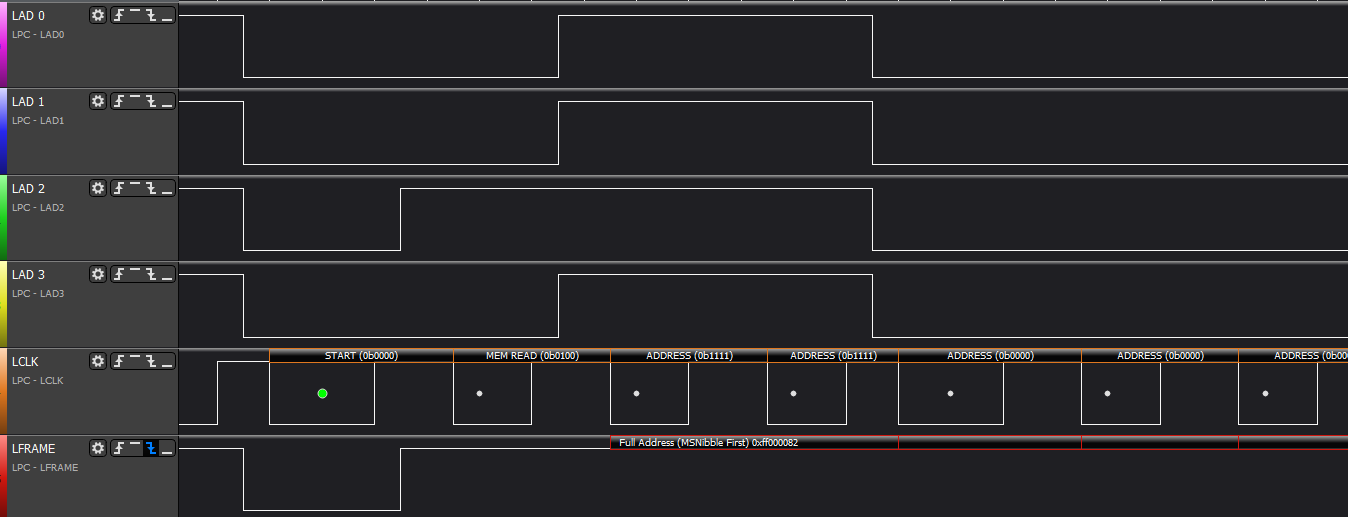 LAD 0
LPC - LAD0
LAD 1
LPC - LAD1
LAD 2
LPC - LAD2
LAD 3
LPC - LAD3
LCLK
START (0b0000)
MEM READ (0b0100)
ADDRESS (0b1111)
ADDRESS (0b1111)
ADDRESS (0b0000)
ADDRESS (0b0000)
ADDRESS (0b00
LPC - LCLK
LFRAME
Full Address (MSNibble First) 0xff000082
LPC - LFRAME